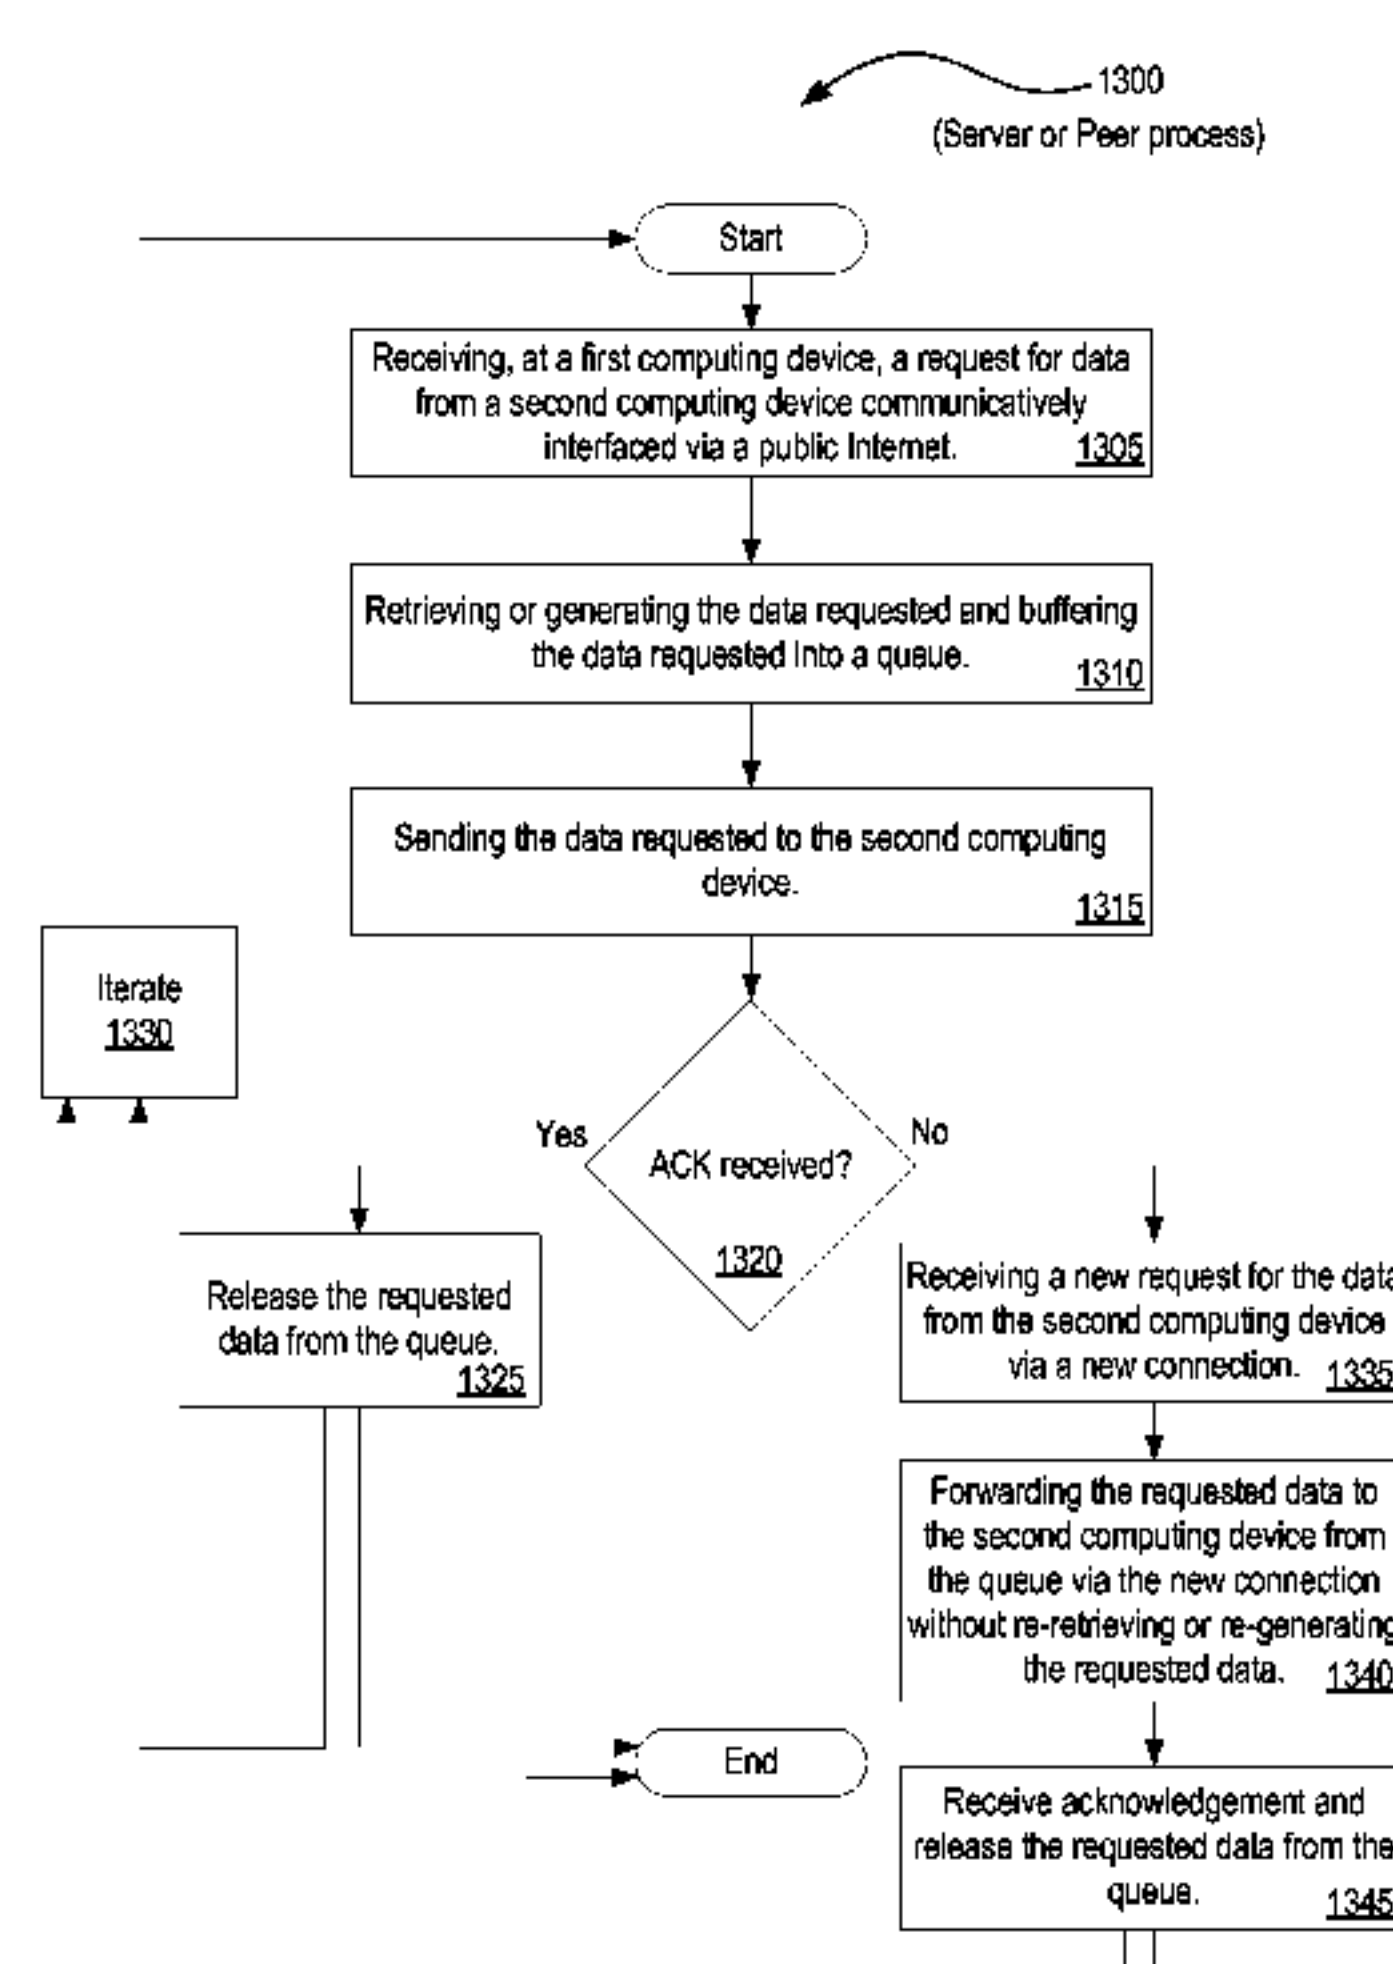 1300
(Server or Peer process)
Start
Receiving, at a first computing device, a request for data
from a second computing device communicatively
interfaced via a public Internet.
1305
Retrieving or generating the data requested and buffering
the data requested into a queue.
1310
Sending the data requested to the second computing
device.
1315
Iterate
1330
Yes
No
ACK received?
1320
Release the requested
data from the queue.
1325
Receiving a new request for the data
from the second computing device
via a new connection.
1335
Forwarding the requested data to
the second computing device from
the queue via the new connection
without re-retrieving or re-generating
the requested data.
1340
End
Receive acknowledgement and
release the requested data from the
queue.
1345